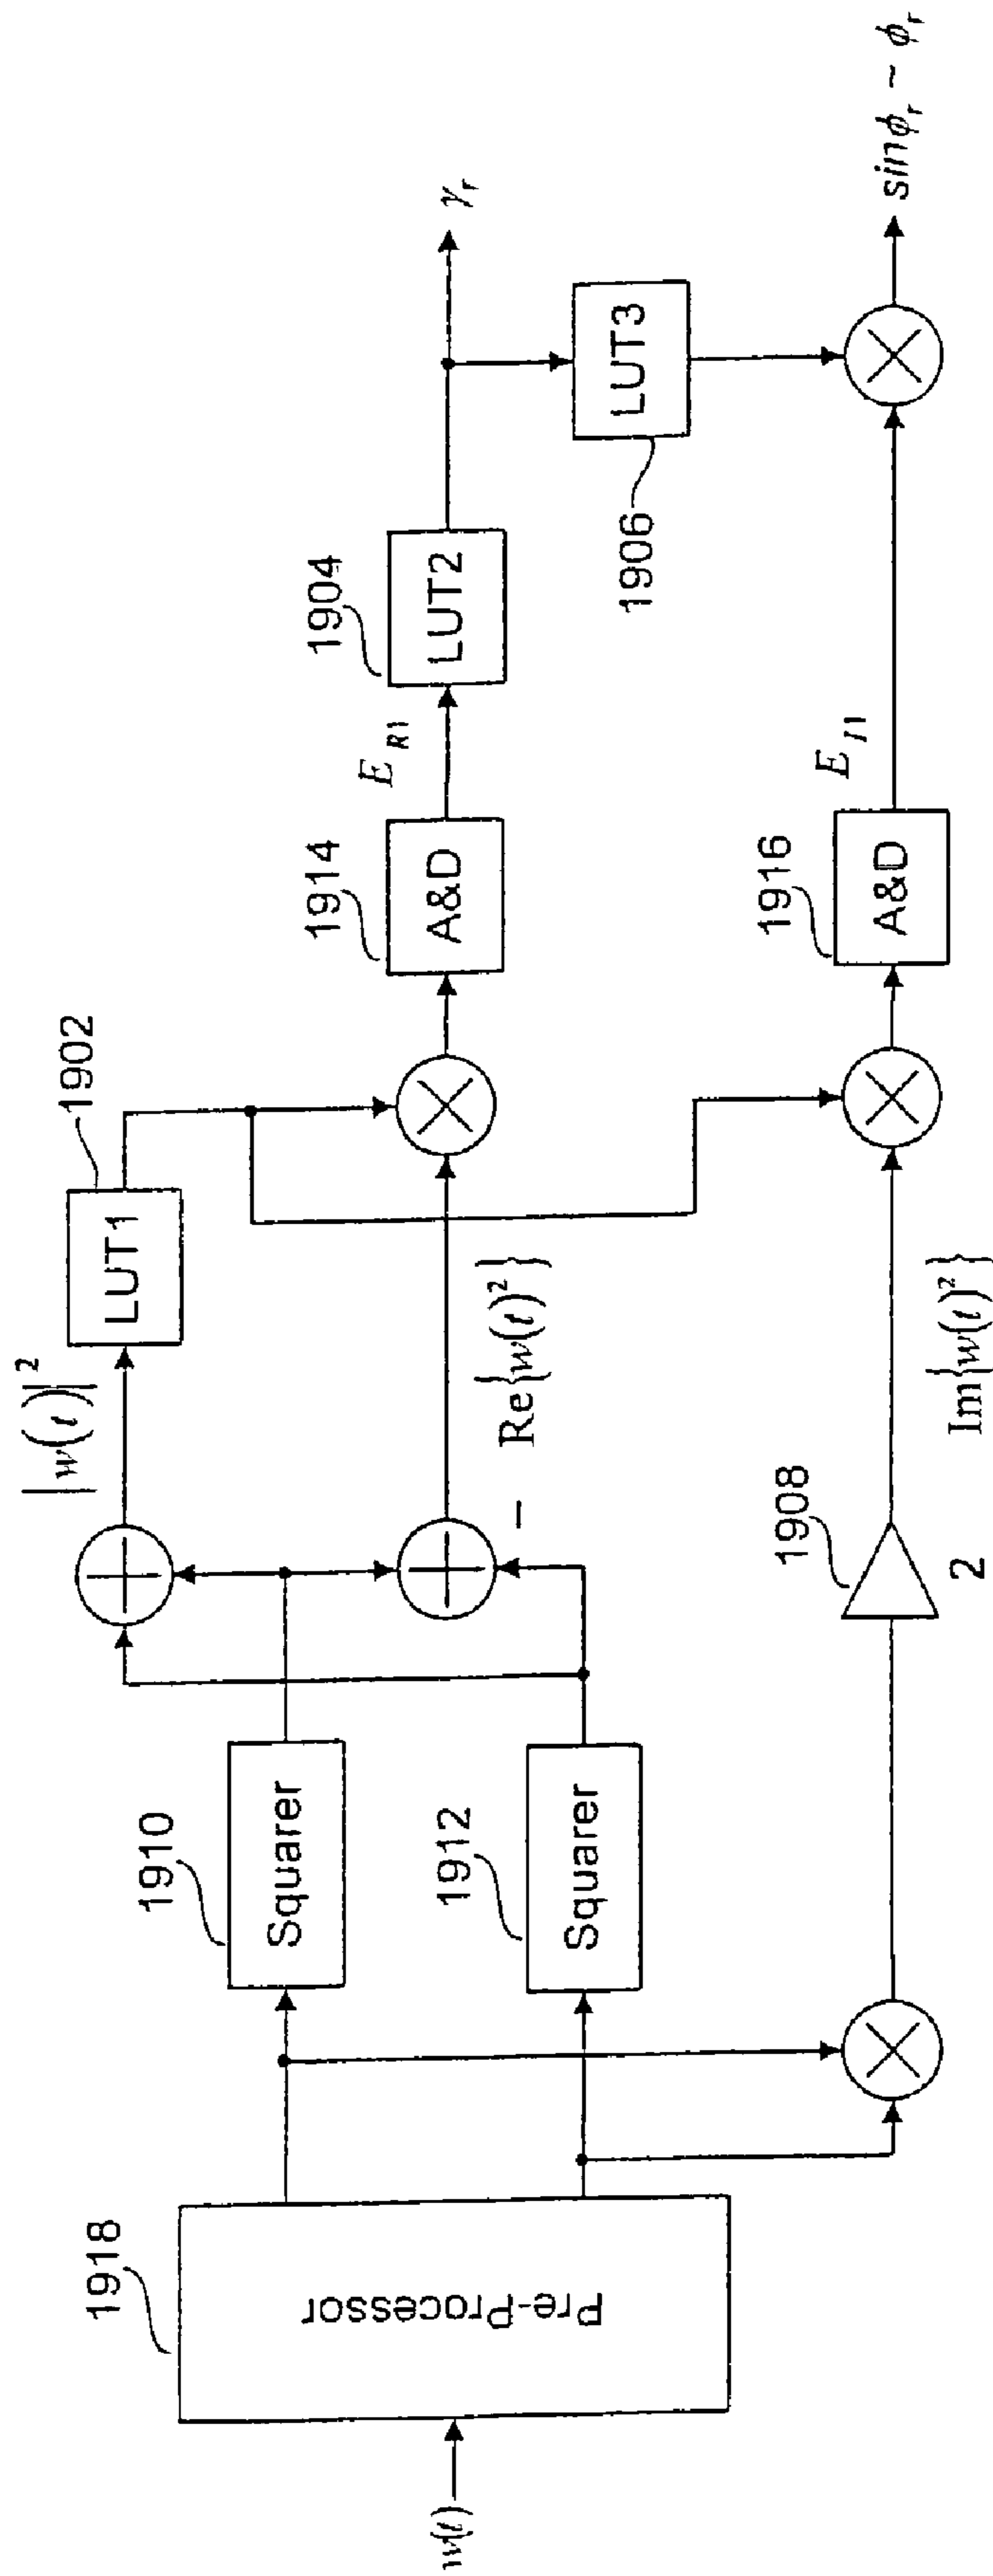 w(t)
1918
Pre-Processor
1910
Squarer
1912
Squarer
|w(t)|²
−
Re{w(t)²}
1908
2
Im{w(t)²}
1902
LUT1
1914
A&D
E_R1
1916
A&D
E_I1
1904
LUT2
1906
LUT3
γ_r
sinϕ_r ~ ϕ_r